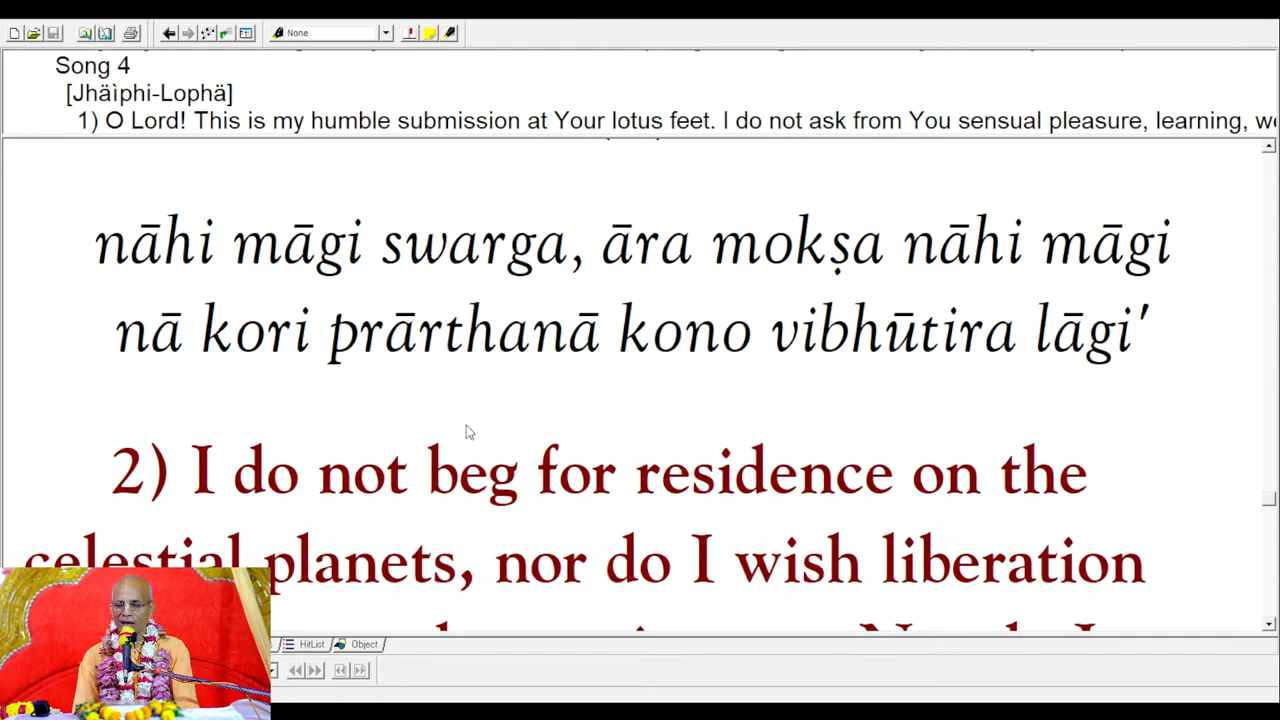 None
Song 4
[Jhäìphi-Lophä]
1) O Lord! This is my humble submission at Your lotus feet. I do not ask from You sensual pleasure, learning,
nāhi māgi swarga, āra mokṣa nāhi māgi
nā kori prārthanā kono vibhūtira lāgi'
2) I do not beg for residence on the
celestial planets, nor do I wish liberation
HitList
Object